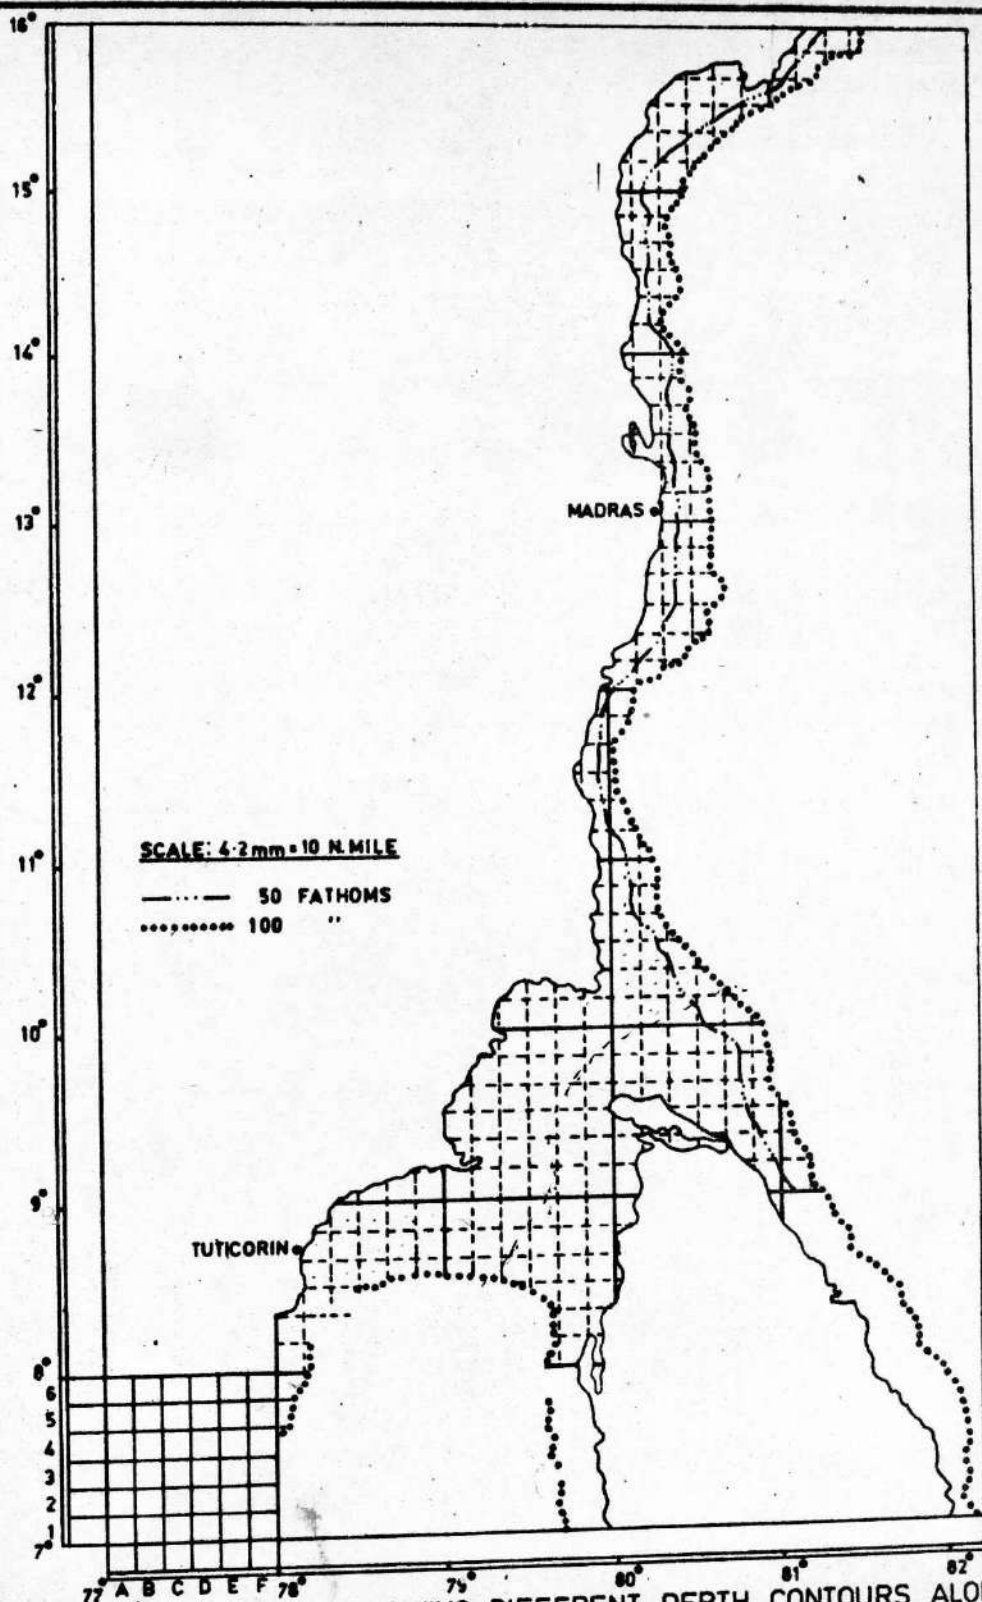 16°
15°
14°
MADRAS
13°
12°
SCALE: 4·2 mm = 10 N. MILE
11°
50 FATHOMS
100 "
10°
9°
TUTICORIN
8°
6
5
4
3
2
1
7°
77° A B C D E F 78° 79° 80° 81° 82°
DIFFERENT DEPTH CONTOURS